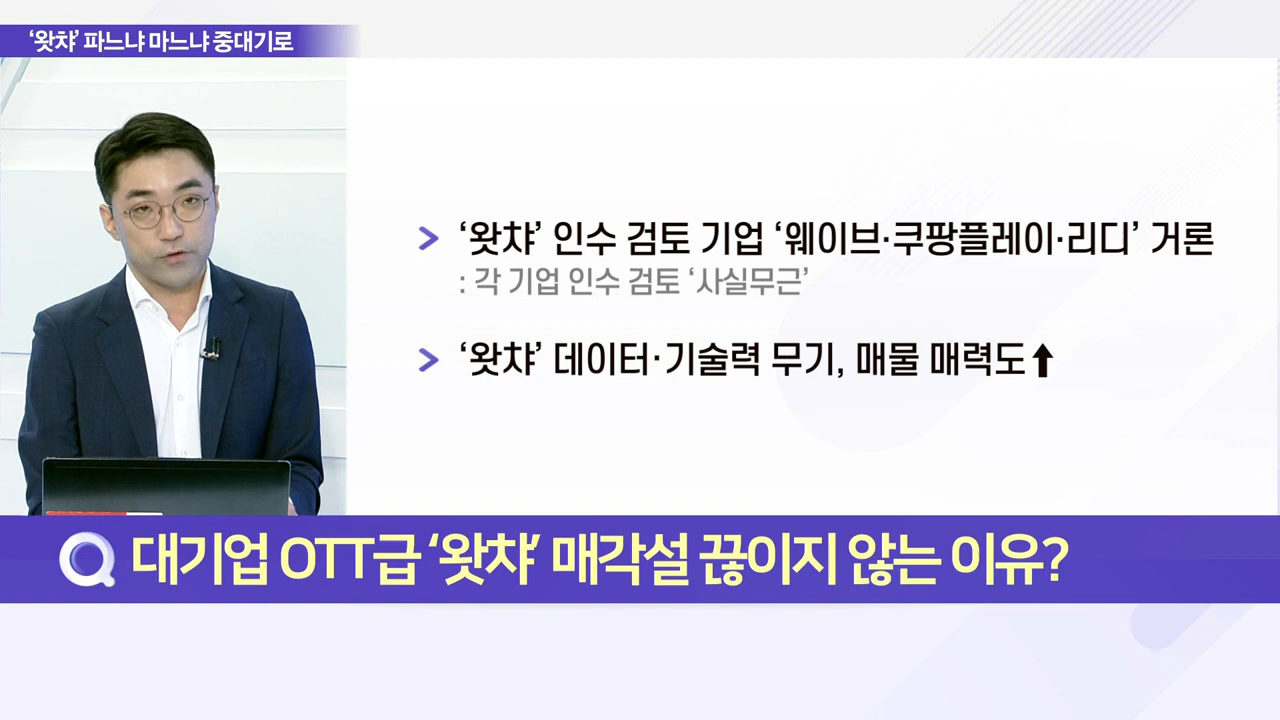 ‘왓챠’ 파느냐 마느냐 중대기로
> ‘왓챠’ 인수 검토 기업 ‘웨이브·쿠팡플레이·리디’ 거론
: 각 기업 인수 검토 ‘사실무근’
> ‘왓챠’ 데이터·기술력 무기, 매물 매력도⬆
Q 대기업 OTT급 ‘왓챠’ 매각설 끊이지 않는 이유?